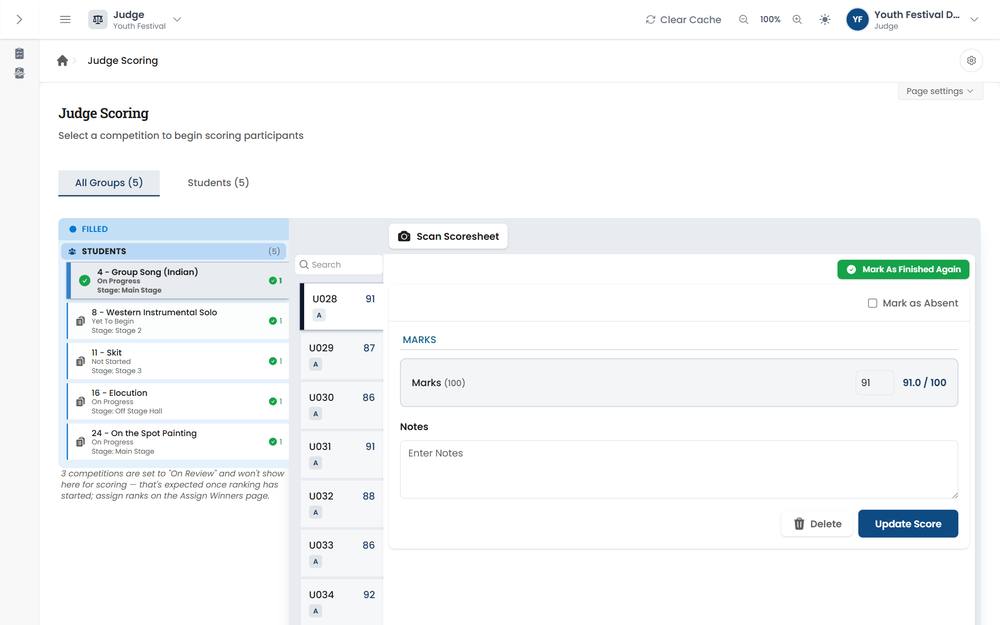 Judge
Youth Festival
Clear Cache
100%
YF
Youth Festival D...
Judge
Judge Scoring
Page settings
Judge Scoring
Select a competition to begin scoring participants
All Groups (5)
Students (5)
FILLED
STUDENTS (5)
4 - Group Song (Indian)
On Progress
Stage: Main Stage
1
8 - Western Instrumental Solo
Yet To Begin
Stage: Stage 2
1
11 - Skit
Not Started
Stage: Stage 3
1
16 - Elocution
On Progress
Stage: Off Stage Hall
1
24 - On the Spot Painting
On Progress
Stage: Main Stage
1
3 competitions are set to "On Review" and won't show
here for scoring — that's expected once ranking has
started; assign ranks on the Assign Winners page.
Search
U028 91
A
U029 87
A
U030 86
A
U031 91
A
U032 88
A
U033 86
A
U034 92
A
Scan Scoresheet
Mark As Finished Again
Mark as Absent
MARKS
Marks (100)
91
91.0 / 100
Notes
Enter Notes
Delete
Update Score